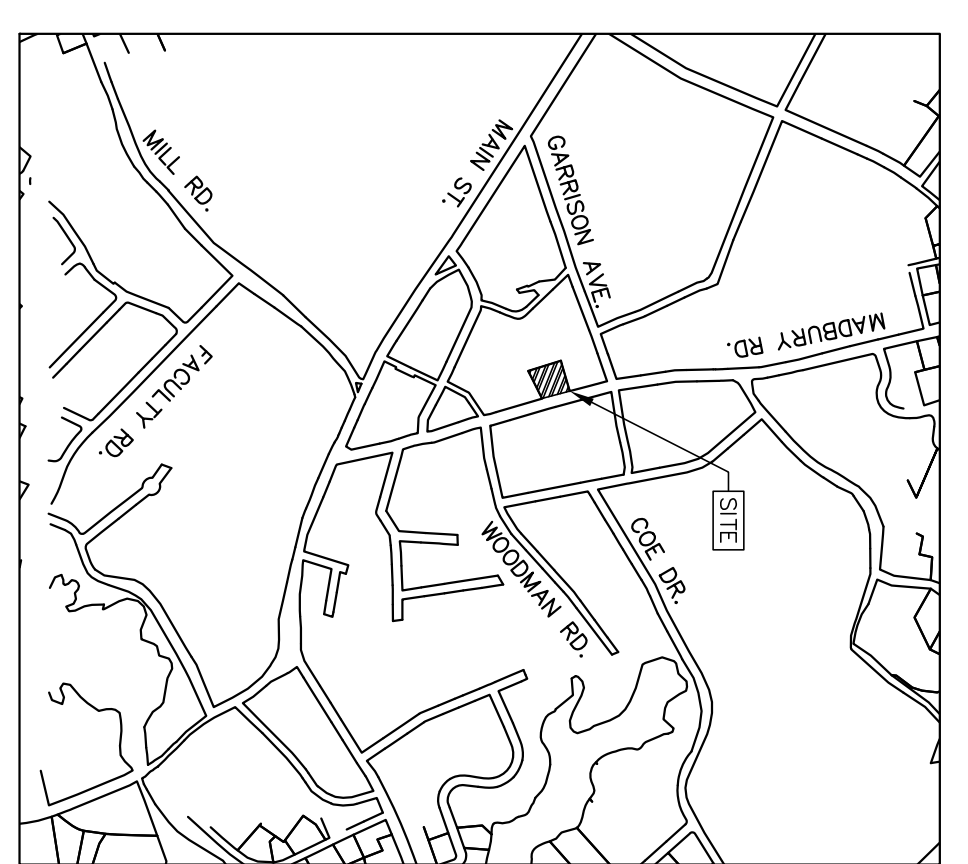 MILL RD.
MAIN ST.
GARRISON AVE.
MADBURY RD.
FACULTY RD.
SITE
WOODMAN RD.
COE DR.